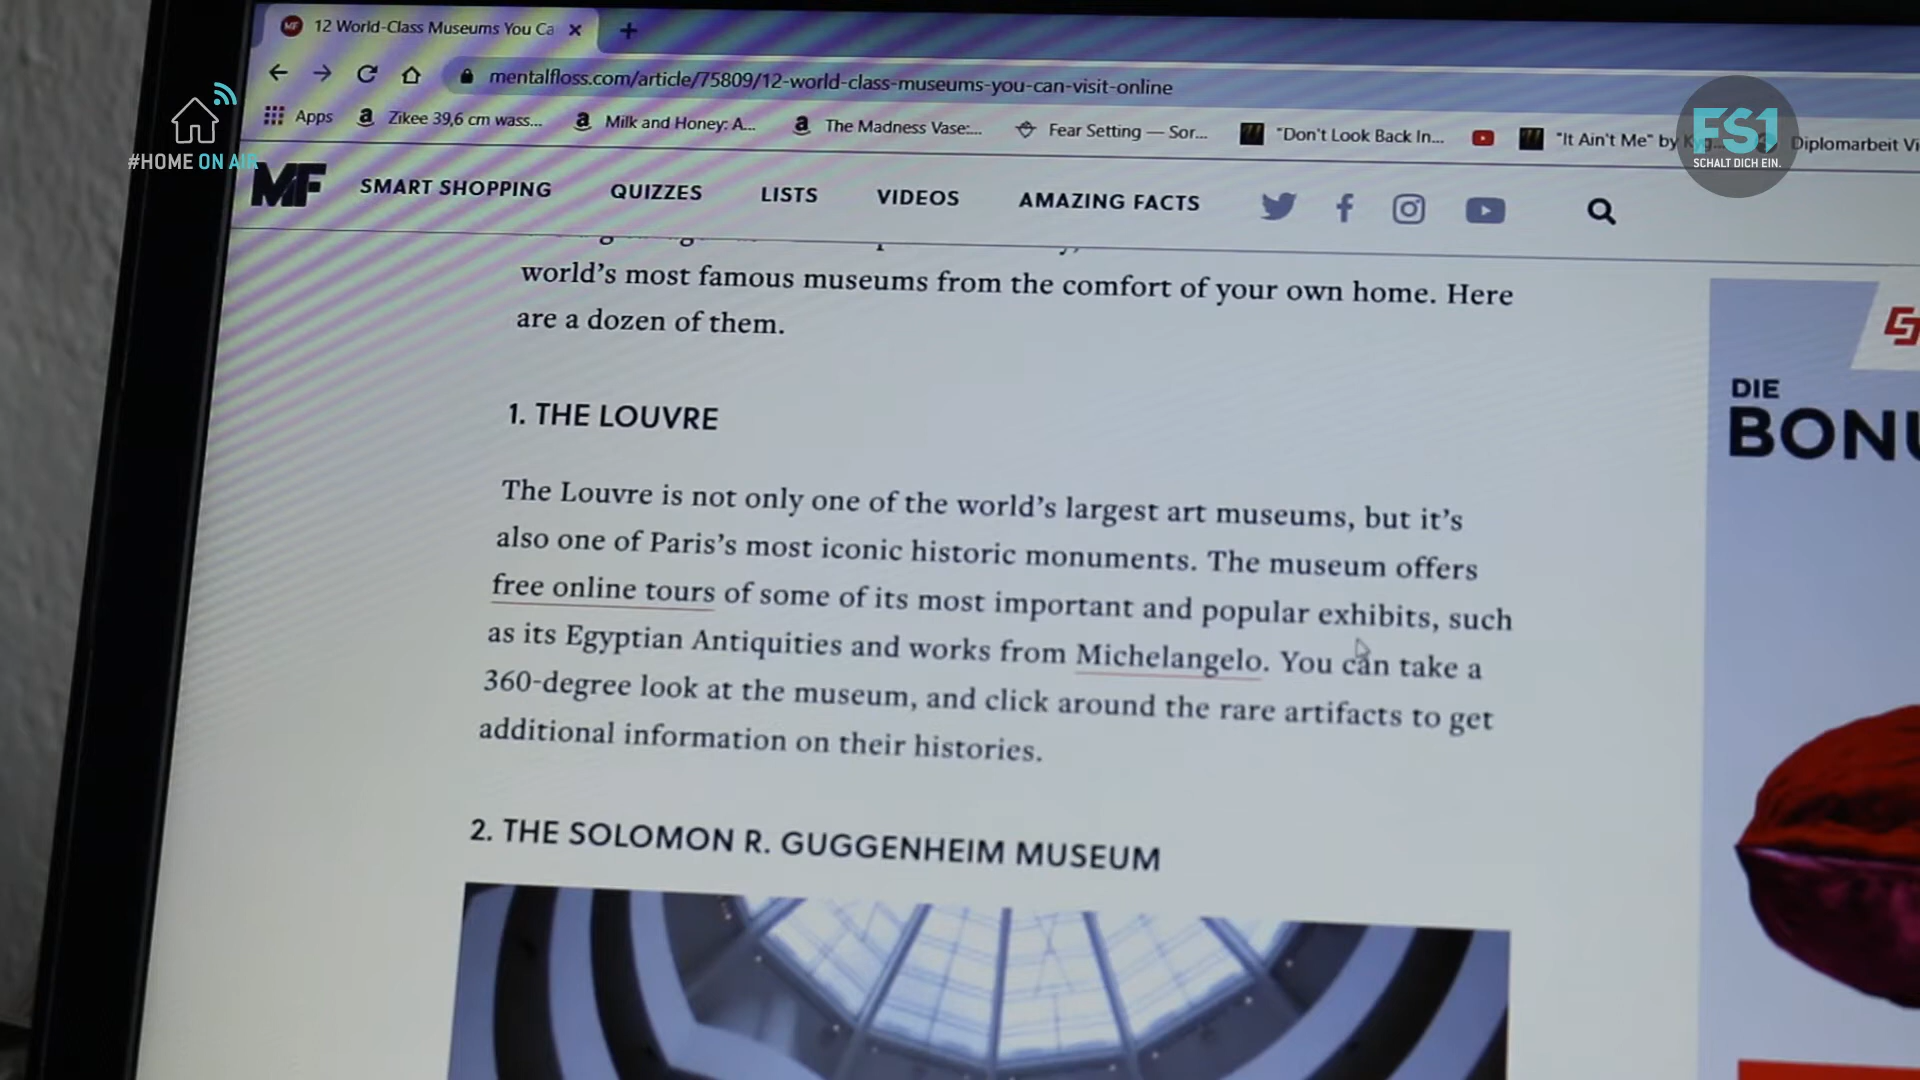 12 World-Class Museums You Ca
mentalfloss.com/article/75809/12-world-class-museums-you-can-visit-online
Apps
Zikee 39,6 cm wass...
Milk and Honey: A...
The Madness Vase:...
Fear Setting — Sor...
"Don't Look Back In...
"It Ain't Me" by Kyg...
Diplomarbeit Vi
#HOME ON AIR
FS1
SCHALT DICH EIN.
MF
SMART SHOPPING
QUIZZES
LISTS
VIDEOS
AMAZING FACTS
world's most famous museums from the comfort of your own home. Here
are a dozen of them.
1. THE LOUVRE
The Louvre is not only one of the world's largest art museums, but it's
also one of Paris's most iconic historic monuments. The museum offers
free online tours of some of its most important and popular exhibits, such
as its Egyptian Antiquities and works from Michelangelo. You can take a
360-degree look at the museum, and click around the rare artifacts to get
additional information on their histories.
2. THE SOLOMON R. GUGGENHEIM MUSEUM
DIE
BONU